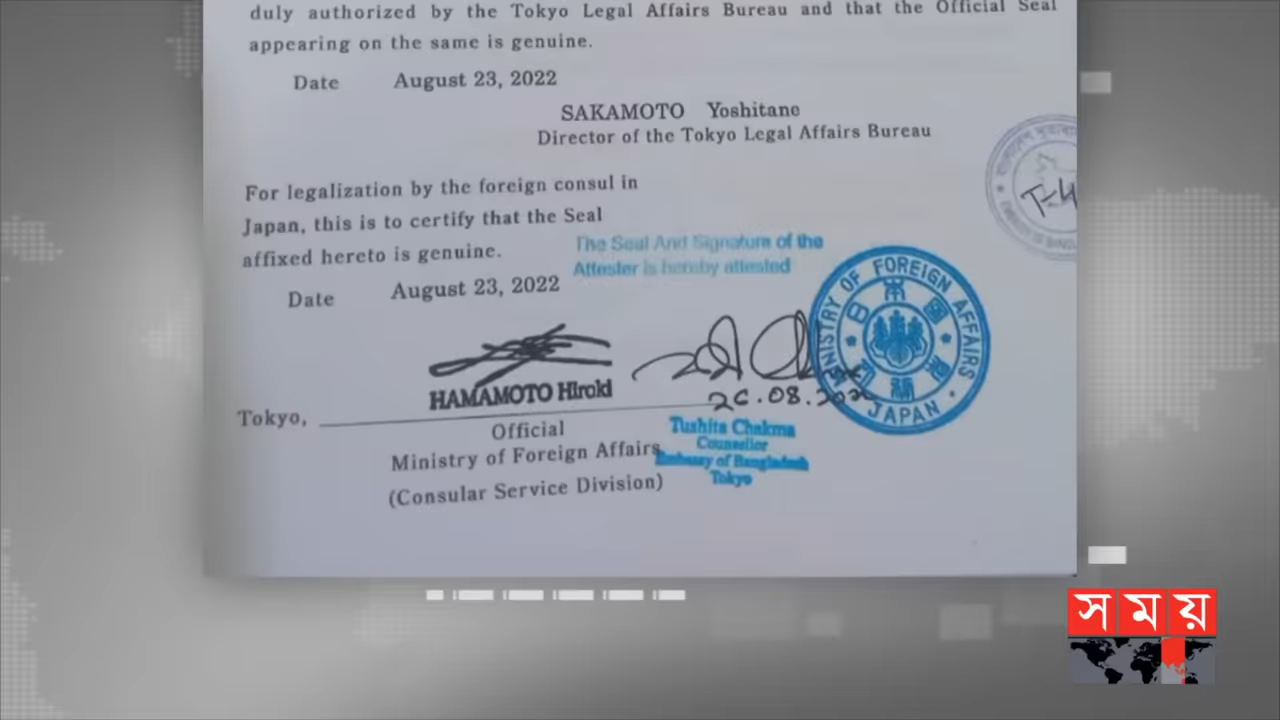 duly authorized by the Tokyo Legal Affairs Bureau and that the Official Seal
appearing on the same is genuine.
Date August 23, 2022
SAKAMOTO Yoshitane
Director of the Tokyo Legal Affairs Bureau
For legalization by the foreign consul in
Japan, this is to certify that the Seal
affixed hereto is genuine.
The Seal And Signature of the
Attester is hereby attested
Date August 23, 2022
MINISTRY OF FOREIGN AFFAIRS
JAPAN
HAMAMOTO Hiroki
Tokyo,
Official
Ministry of Foreign Affairs
(Consular Service Division)
Tushita Chakma
Counsellor
Embassy of Bangladesh
Tokyo
সময়